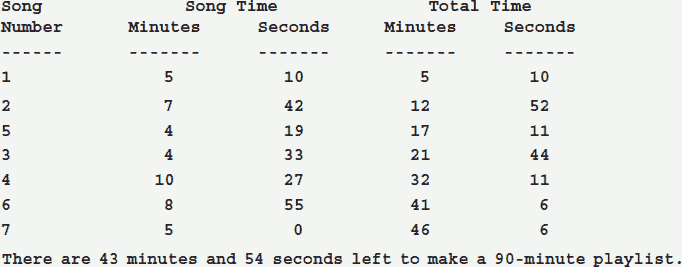 Song Song Time Total Time
Number Minutes Seconds Minutes Seconds
------ ------- ------- ------- -------
1 5 10 5 10
2 7 42 12 52
5 4 19 17 11
3 4 33 21 44
4 10 27 32 11
6 8 55 41 6
7 5 0 46 6
There are 43 minutes and 54 seconds left to make a 90-minute playlist.